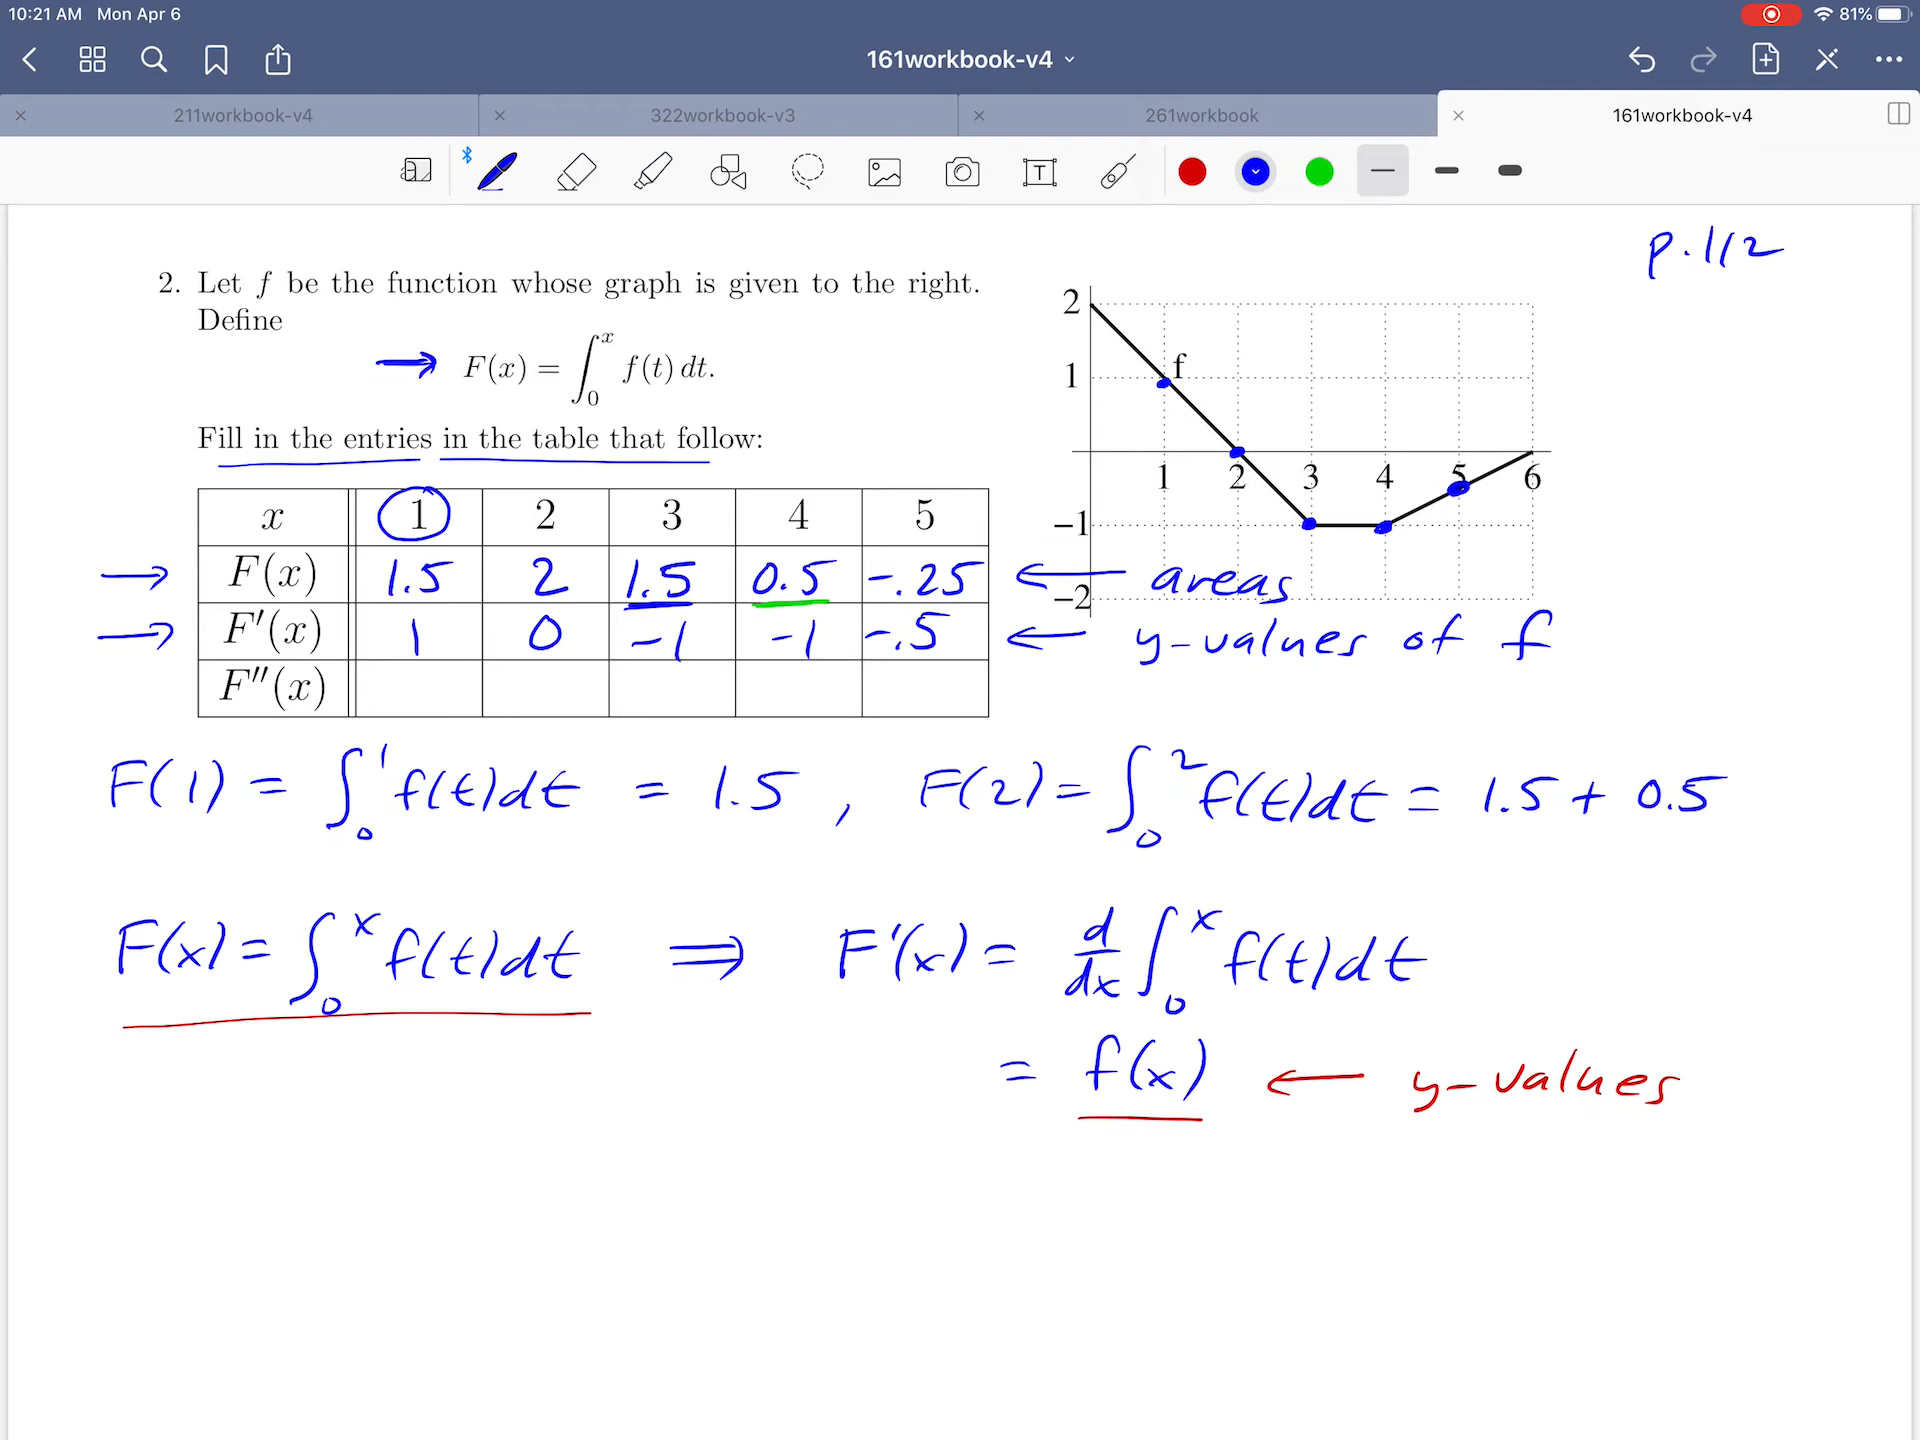 10:21 AM Mon Apr 6
81%
161workbook-v4
211workbook-v4
322workbook-v3
261workbook
161workbook-v4
T
p. 112
2. Let f be the function whose graph is given to the right.
Define
→ F(x) = ∫₀ˣ f(t) dt.
Fill in the entries in the table that follow:
2
1
-1
-2
f
1 2 3 4 5 6
x 1 2 3 4 5
→ F(x) 1.5 2 1.5 0.5 -.25 ← areas
→ F′(x) 1 0 -1 -1 -.5 ← y-values of f
F″(x)
F(1) = ∫₀¹ f(t)dt = 1.5 , F(2) = ∫₀² f(t)dt = 1.5 + 0.5
F(x) = ∫₀ˣ f(t)dt ⟹ F′(x) = d/dx ∫₀ˣ f(t)dt
= f(x) ← y-values